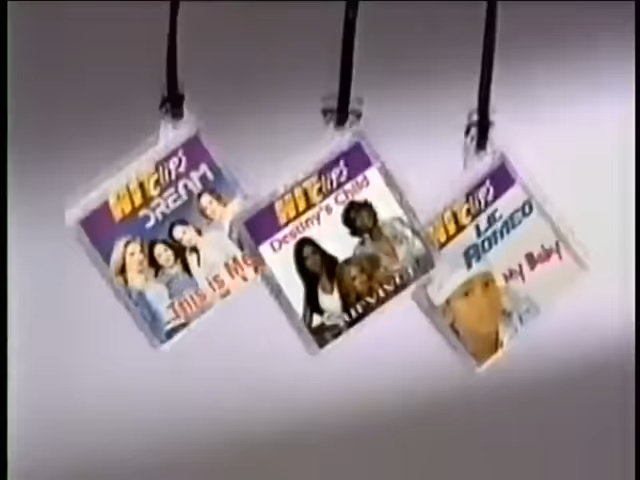 HITclips
DREAM
This is Me
HITclips
Destiny's Child
SURVIVOR
HITclips
LIL
ROMEO
My Baby